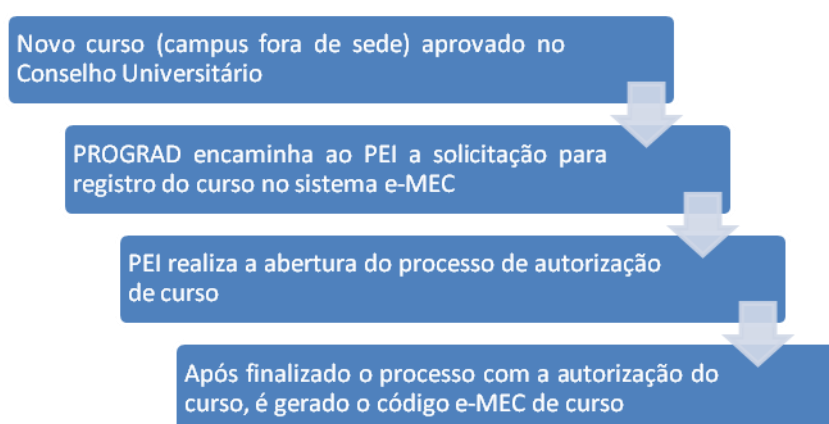 Novo curso (campus fora de sede) aprovado no
Conselho Universitário
PROGRAD encaminha ao PEI a solicitação para
registro do curso no sistema e-MEC
PEI realiza a abertura do processo de autorização
de curso
Após finalizado o processo com a autorização do
curso, é gerado o código e-MEC de curso